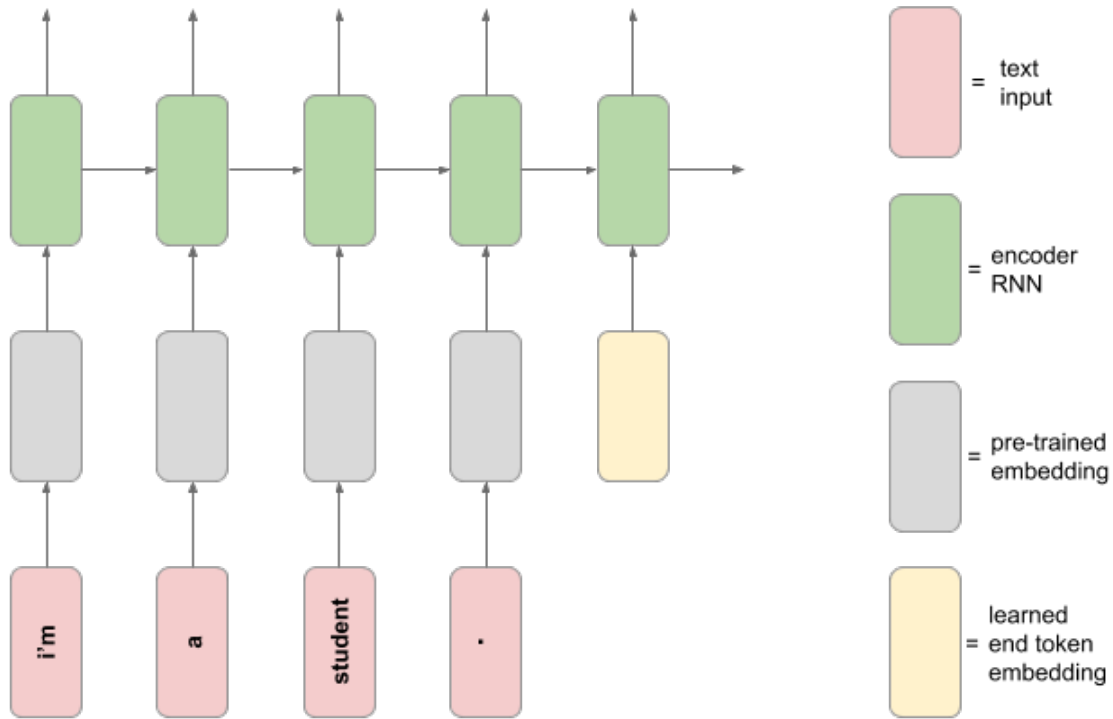 i'm
a
student
.
= text
input
= encoder
RNN
= pre-trained
embedding
learned
= end token
embedding